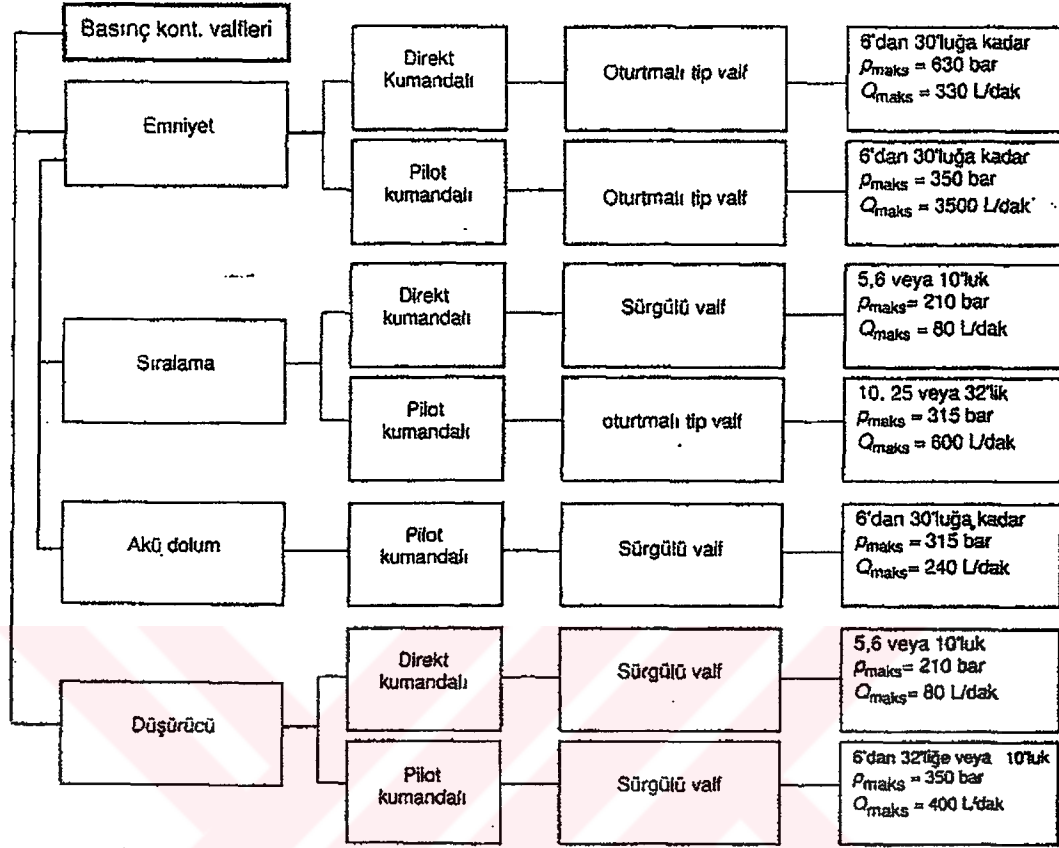 Basınç kont. valfleri
Emniyet
Direkt
Kumandalı
Oturtmalı tip valf
6'dan 30'luğa kadar
pmaks = 630 bar
Qmaks = 330 L/dak
Pilot
kumandalı
Oturtmalı tip valf
6'dan 30'luğa kadar
pmaks = 350 bar
Qmaks = 3500 L/dak
Sıralama
Direkt
kumandalı
Sürgülü valf
5,6 veya 10'luk
pmaks= 210 bar
Qmaks = 80 L/dak
Pilot
kumandalı
oturtmalı tip valf
10, 25 veya 32'lik
pmaks = 315 bar
Qmaks = 600 L/dak
Akü dolum
Pilot
kumandalı
Sürgülü valf
6'dan 30'luğa kadar
pmaks = 315 bar
Qmaks= 240 L/dak
Düşürücü
Direkt
kumandalı
Sürgülü valf
5,6 veya 10'luk
pmaks= 210 bar
Qmaks= 80 L/dak
Pilot
kumandalı
Sürgülü valf
6'dan 32'liğe veya 10'luk
pmaks = 350 bar
Qmaks = 400 L/dak